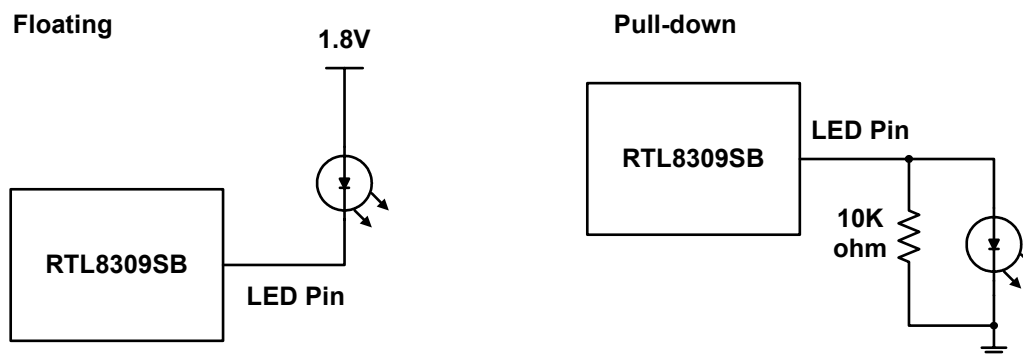 Floating
1.8V
RTL8309SB
LED Pin
Pull-down
RTL8309SB
LED Pin
10K
ohm